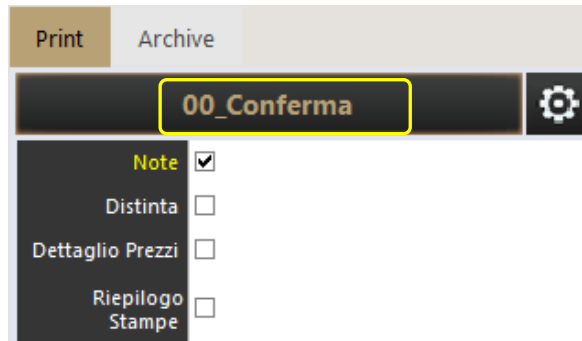 Print Archive
00_Conferma
Note
Distinta
Dettaglio Prezzi
Riepilogo
Stampe